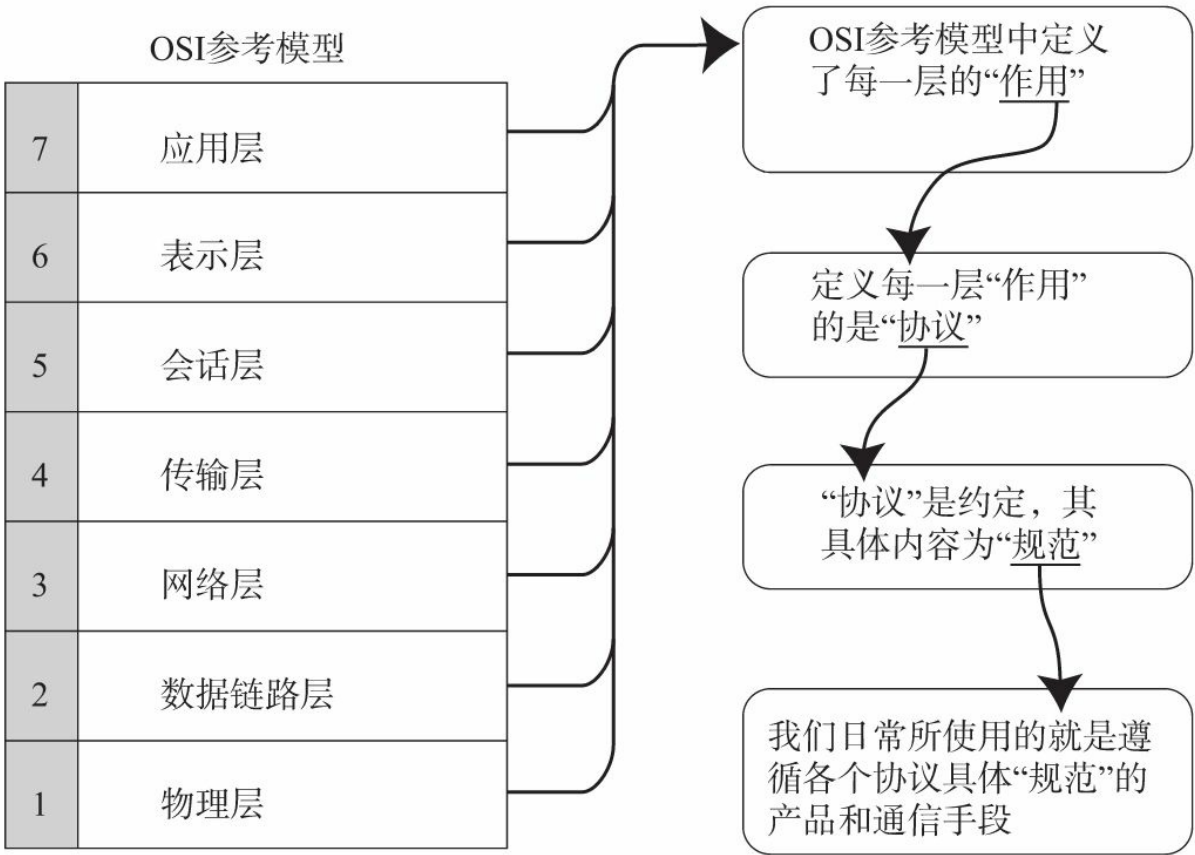 OSI参考模型
7 应用层
6 表示层
5 会话层
4 传输层
3 网络层
2 数据链路层
1 物理层
OSI参考模型中定义
了每一层的“作用”
定义每一层“作用”
的是“协议”
“协议”是约定，其
具体内容为“规范”
我们日常所使用的就是遵
循各个协议具体“规范”的
产品和通信手段